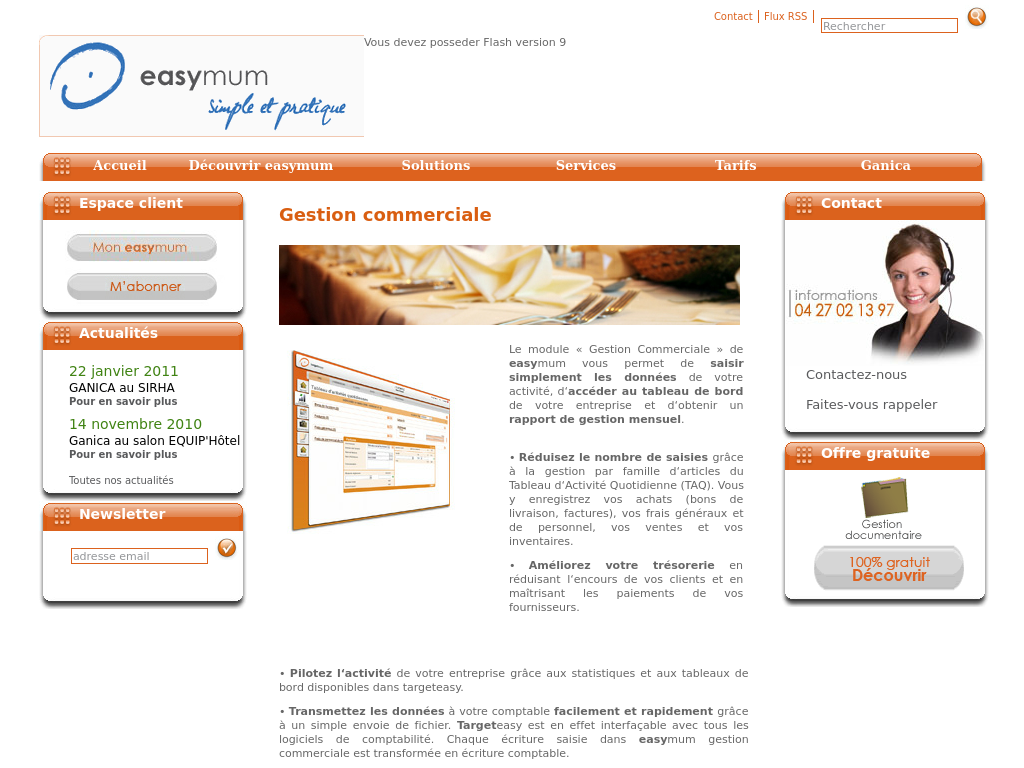 Contact
Flux RSS
Rechercher
easymum
simple et pratique
Vous devez posseder Flash version 9
Accueil
Découvrir easymum
Solutions
Services
Tarifs
Ganica
Espace client
Mon easymum
M'abonner
Actualités
22 janvier 2011
GANICA au SIRHA
Pour en savoir plus
14 novembre 2010
Ganica au salon EQUIP'Hôtel
Pour en savoir plus
Toutes nos actualités
Newsletter
adresse email
Gestion commerciale
Le module « Gestion Commerciale » de
easymum vous permet de saisir
simplement les données de votre
activité, d‘accéder au tableau de bord
de votre entreprise et d’obtenir un
rapport de gestion mensuel.
• Réduisez le nombre de saisies grâce
à la gestion par famille d’articles du
Tableau d’Activité Quotidienne (TAQ). Vous
y enregistrez vos achats (bons de
livraison, factures), vos frais généraux et
de personnel, vos ventes et vos
inventaires.
• Améliorez votre trésorerie en
réduisant l’encours de vos clients et en
maîtrisant les paiements de vos
fournisseurs.
• Pilotez l‘activité de votre entreprise grâce aux statistiques et aux tableaux de
bord disponibles dans targeteasy.
• Transmettez les données à votre comptable facilement et rapidement grâce
à un simple envoie de fichier. Targeteasy est en effet interfaçable avec tous les
logiciels de comptabilité. Chaque écriture saisie dans easymum gestion
commerciale est transformée en écriture comptable.
Contact
informations
04 27 02 13 97
Contactez-nous
Faites-vous rappeler
Offre gratuite
Gestion
documentaire
100% gratuit
Découvrir